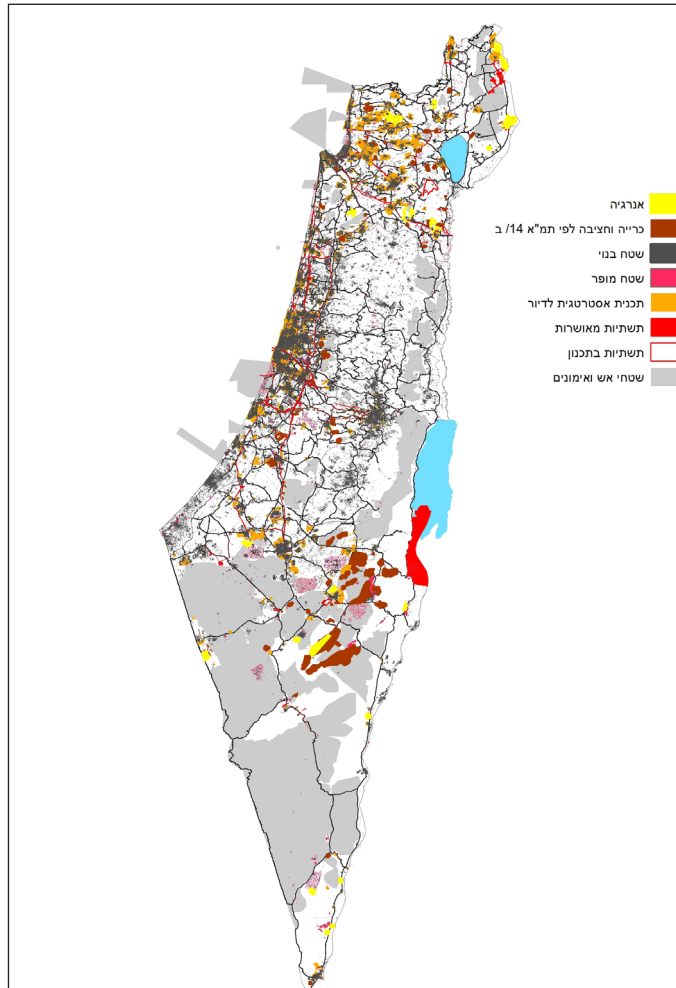 אנרגיה
כרייה וחציבה לפי תמ"א 14/ ב
שטח בנוי
שטח מופר
תכנית אסטרטגית לדיור
תשתיות מאושרות
תשתיות בתכנון
שטחי אש ואימונים